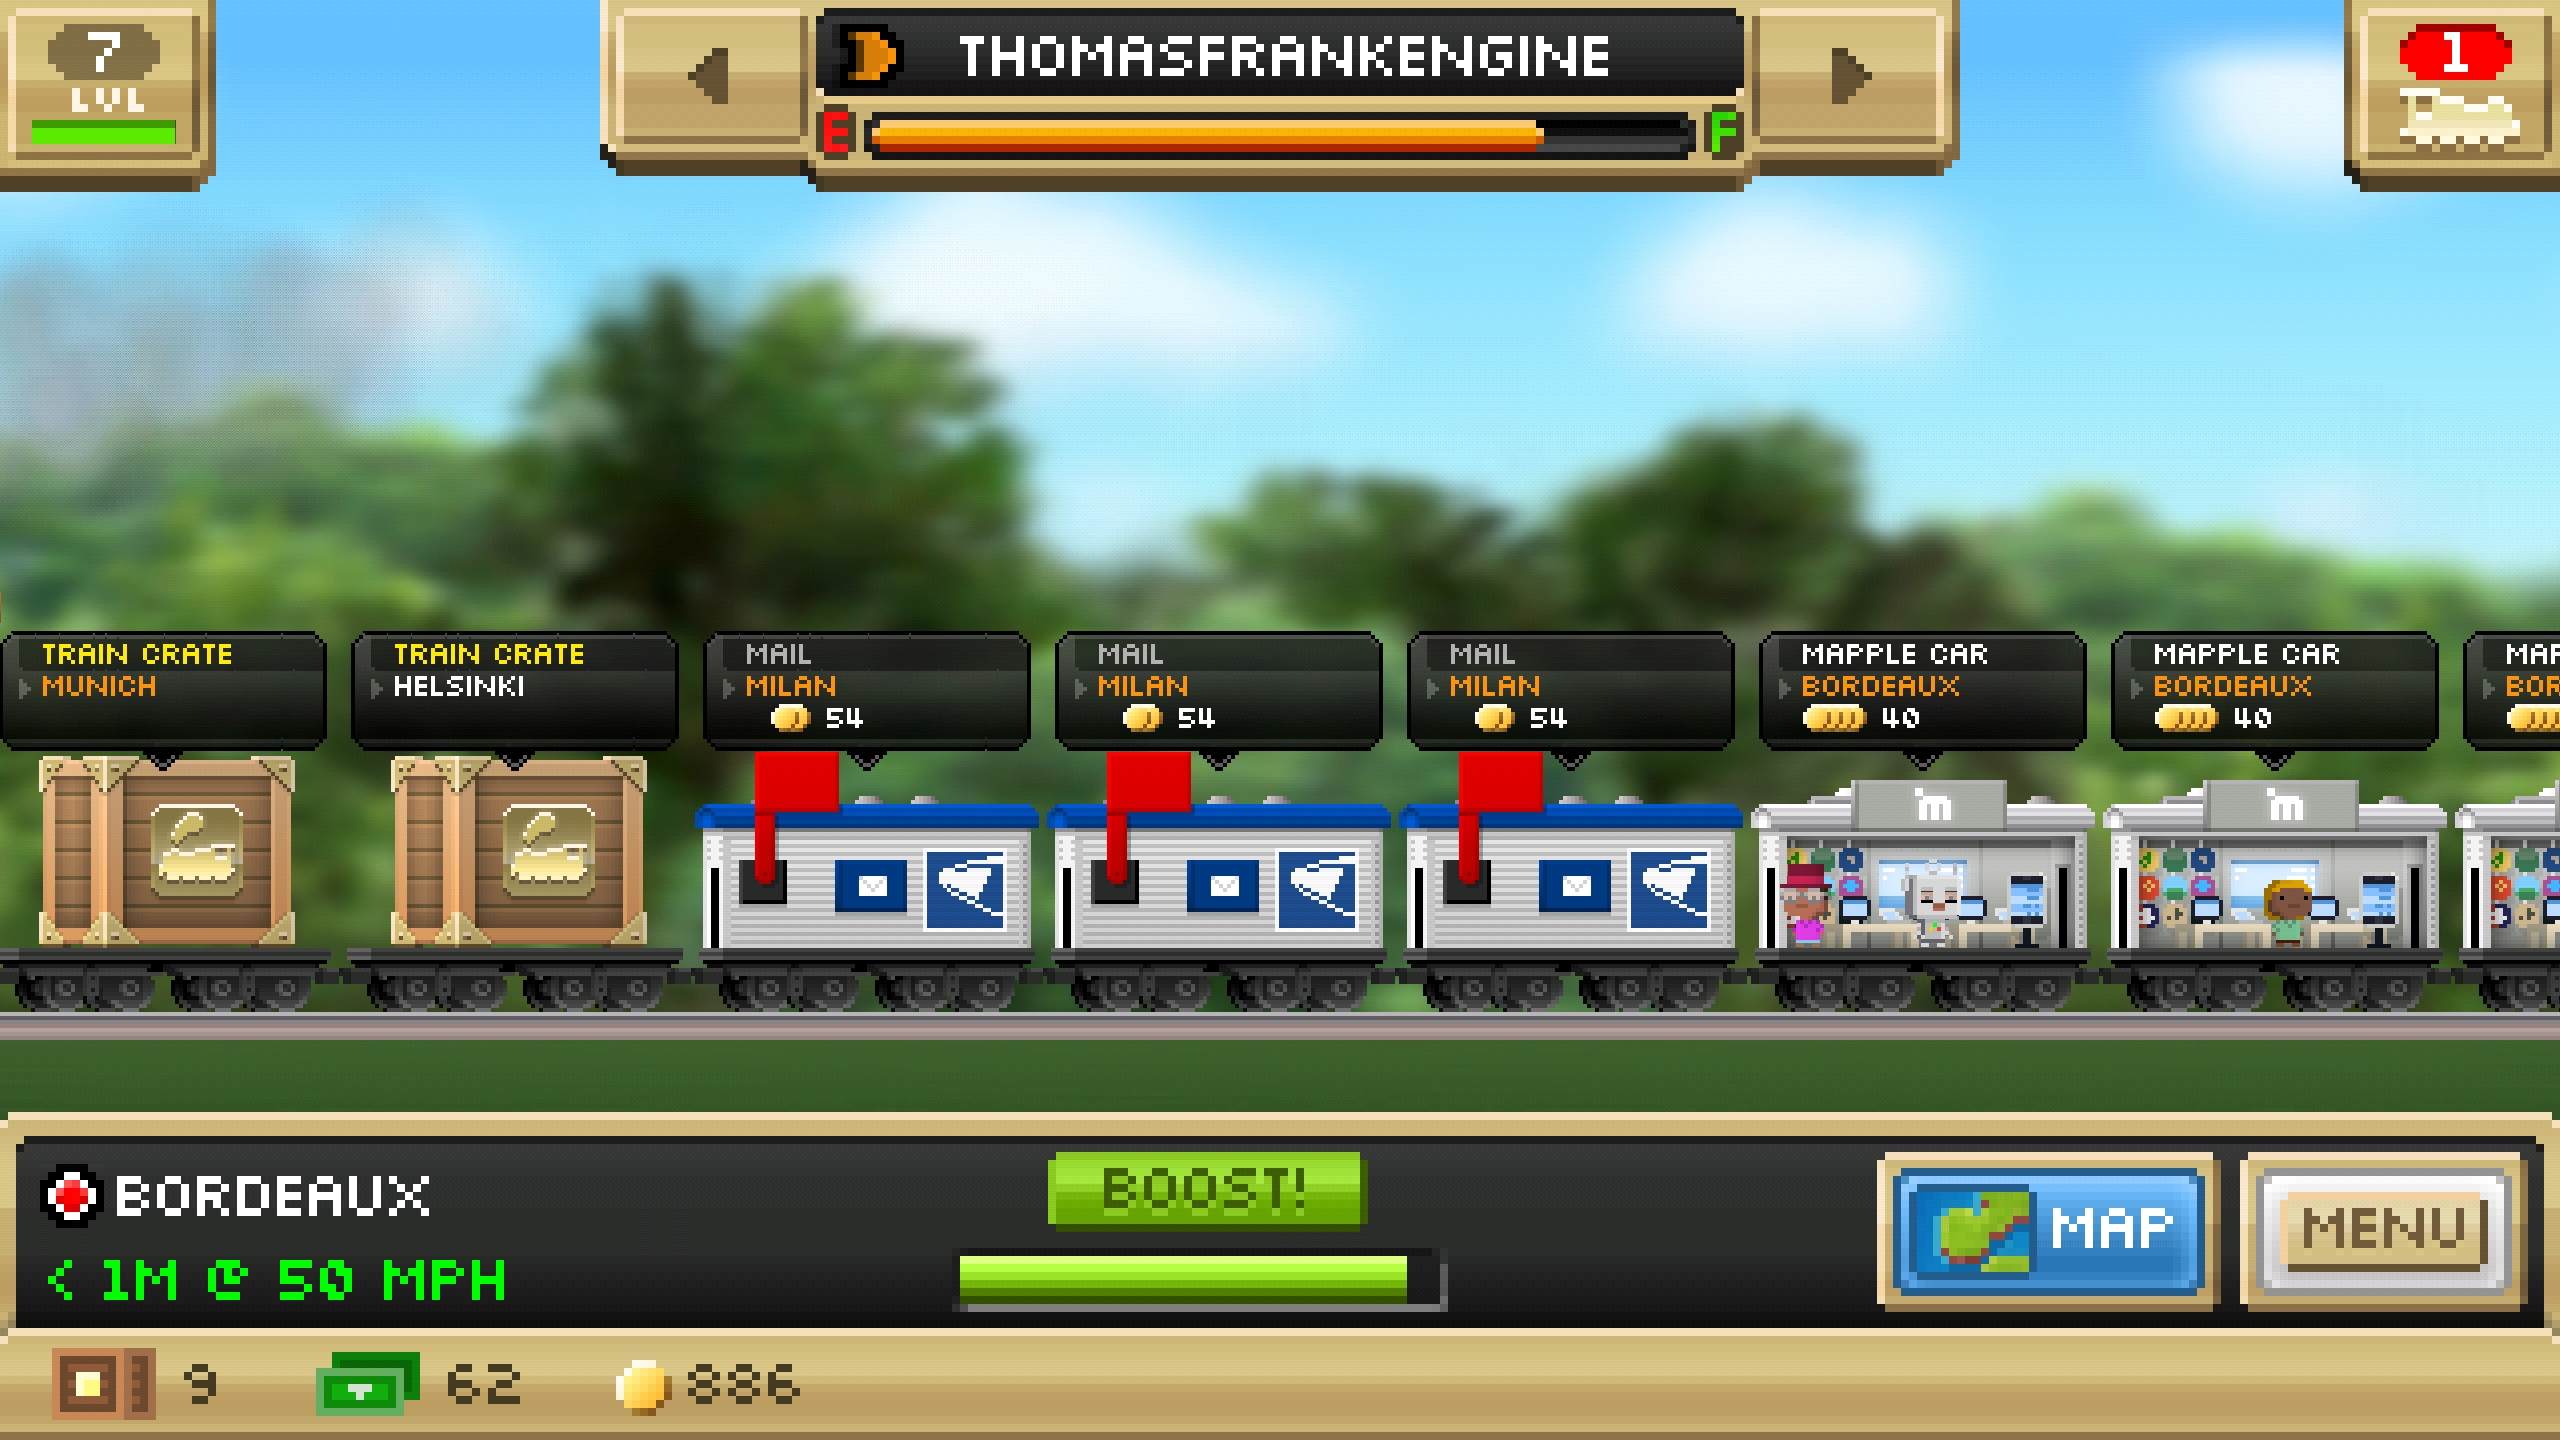 7
LVL
THOMASFRANKENGINE
E
F
1
TRAIN CRATE
MUNICH
TRAIN CRATE
HELSINKI
MAIL
MILAN
54
MAIL
MILAN
54
MAIL
MILAN
54
MAPPLE CAR
BORDEAUX
40
MAPPLE CAR
BORDEAUX
40
m
m
BORDEAUX
< 1M @ 50 MPH
BOOST!
MAP
MENU
9
62
886